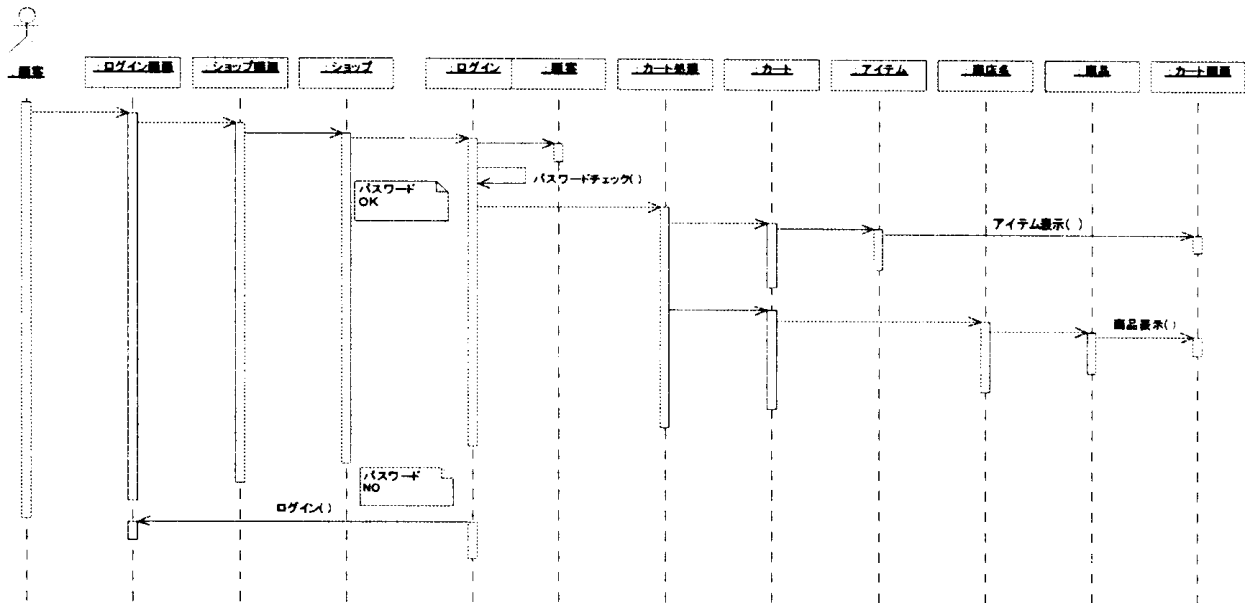 :顧客
:ログイン画面
:ショップ画面
:ショップ
:ログイン
:顧客
:カート処理
:カート
:アイテム
:商店名
:商品
:カート画面
パスワードチェック( )
パスワード
OK
アイテム表示( )
商品表示( )
パスワード
NO
ログイン( )